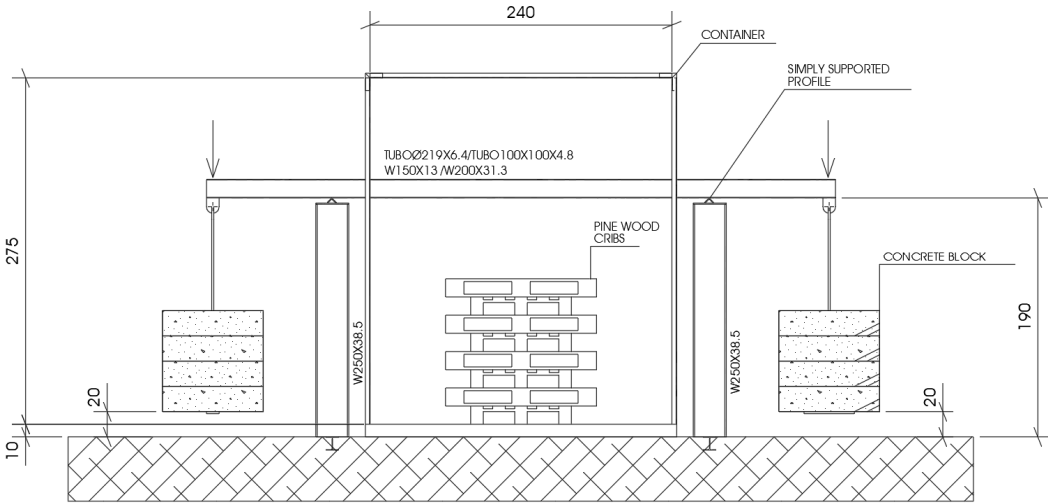 240
CONTAINER
SIMPLY SUPPORTED
PROFILE
TUBOØ219X6.4/TUBO100X100X4.8
W150X13 /W200X31.3
PINE WOOD
CRIBS
CONCRETE BLOCK
275
190
W250X38.5
W250X38.5
20
20
10